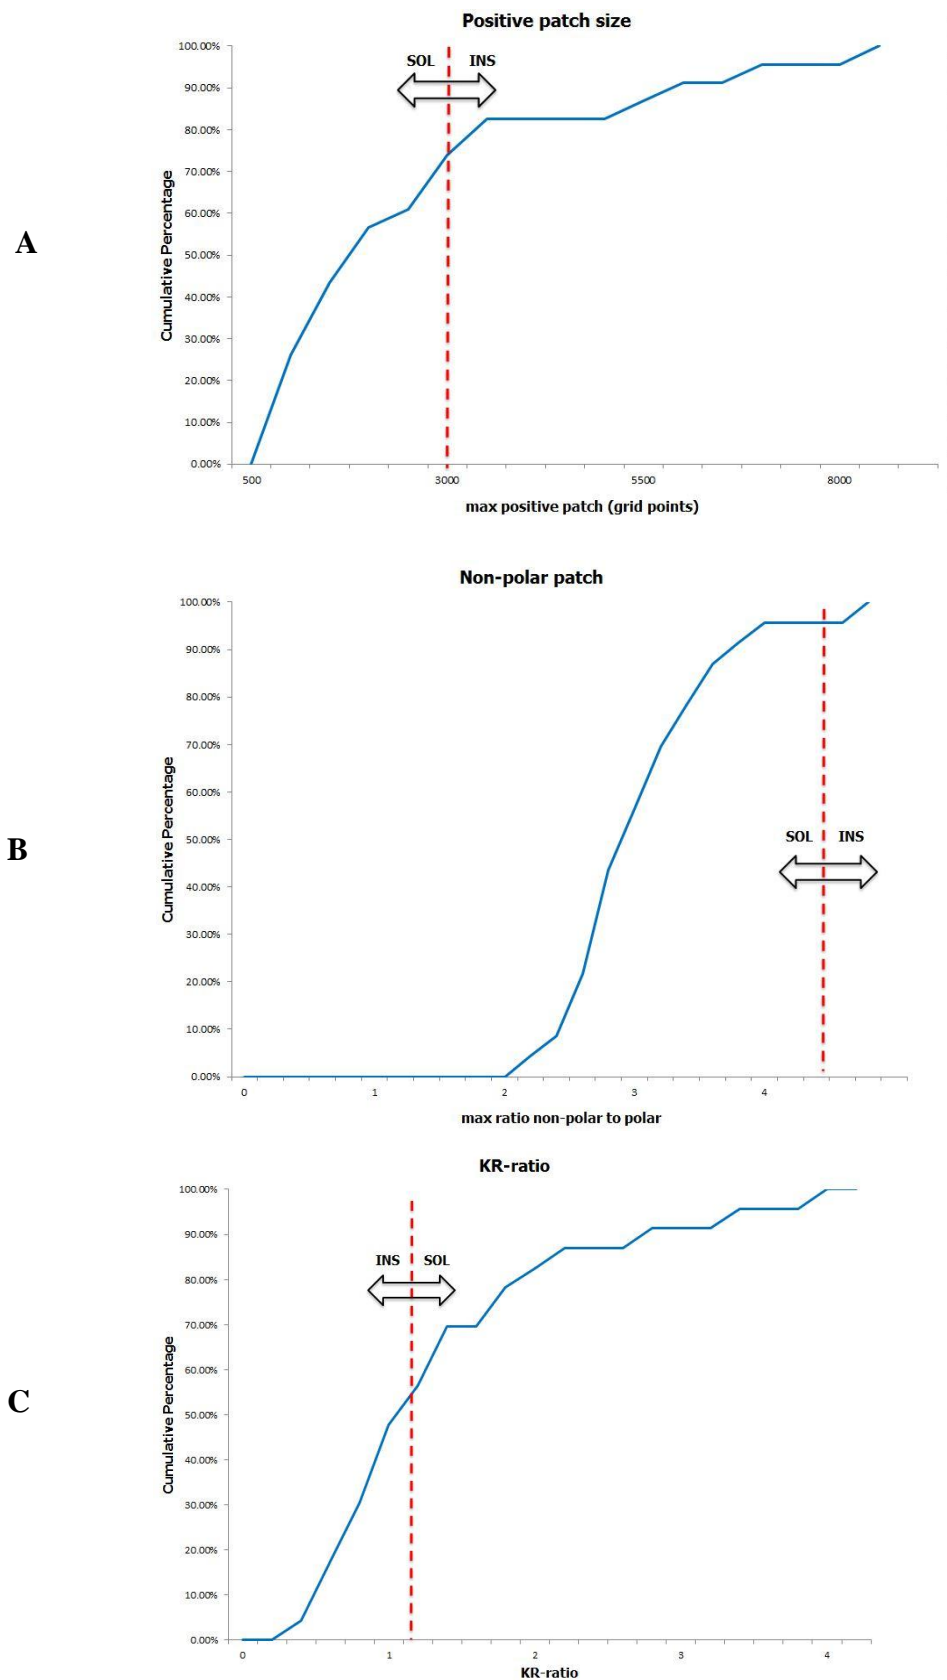 Positive patch size
100.00%
SOL INS
90.00%
80.00%
70.00%
60.00%
A
50.00%
40.00%
30.00%
20.00%
10.00%
0.00%
Cumulative Percentage
500 3000 5500 8000
max positive patch (grid points)
Non-polar patch
100.00%
90.00%
80.00%
70.00%
60.00%
50.00%
SOL INS
B
40.00%
30.00%
20.00%
10.00%
0.00%
Cumulative Percentage
0 1 2 3 4
max ratio non-polar to polar
KR-ratio
100.00%
90.00%
INS SOL
80.00%
70.00%
60.00%
C
50.00%
40.00%
30.00%
20.00%
10.00%
0.00%
Cumulative Percentage
0 1 2 3 4
KR-ratio